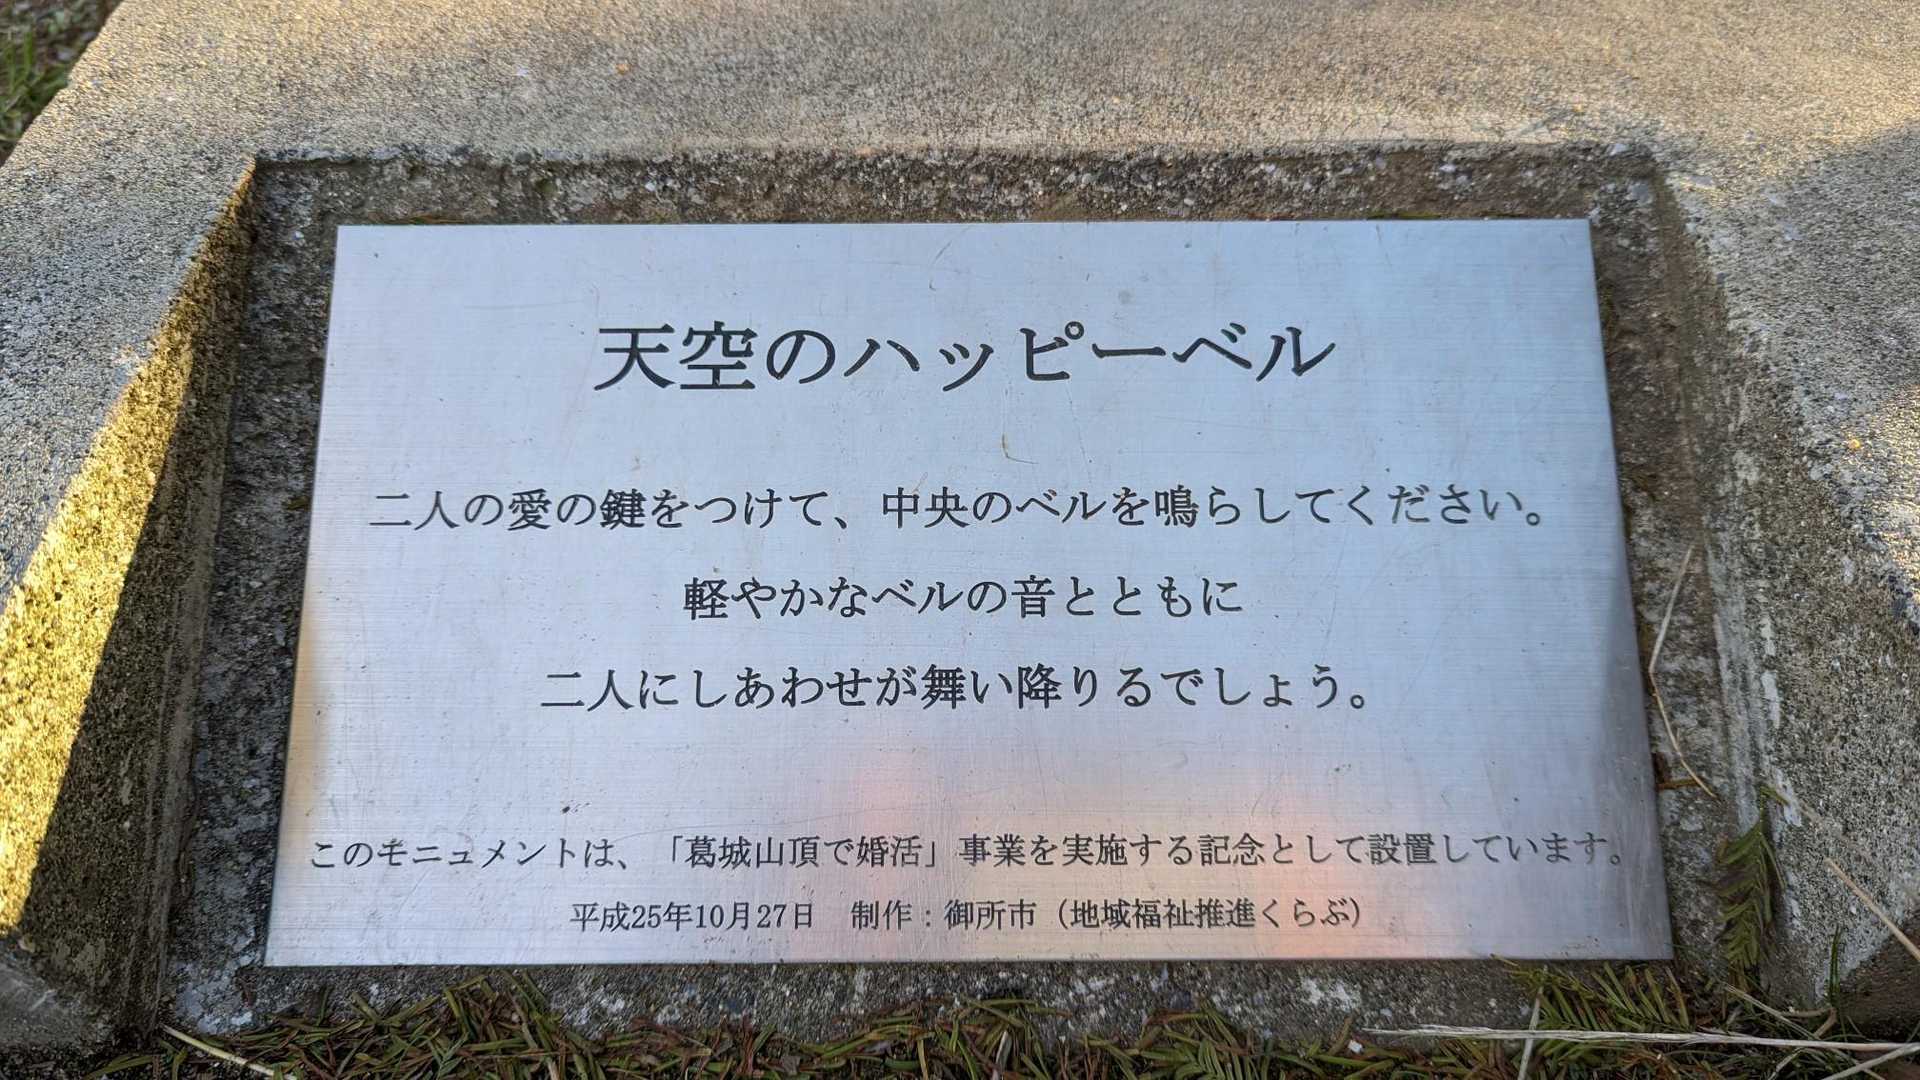 天空のハッピーベル
二人の愛の鍵をつけて、中央のベルを鳴らしてください。
軽やかなベルの音とともに
二人にしあわせが舞い降りるでしょう。
このモニュメントは、「葛城山頂で婚活」事業を実施する記念として設置しています。
平成25年10月27日　制作：御所市（地域福祉推進くらぶ）